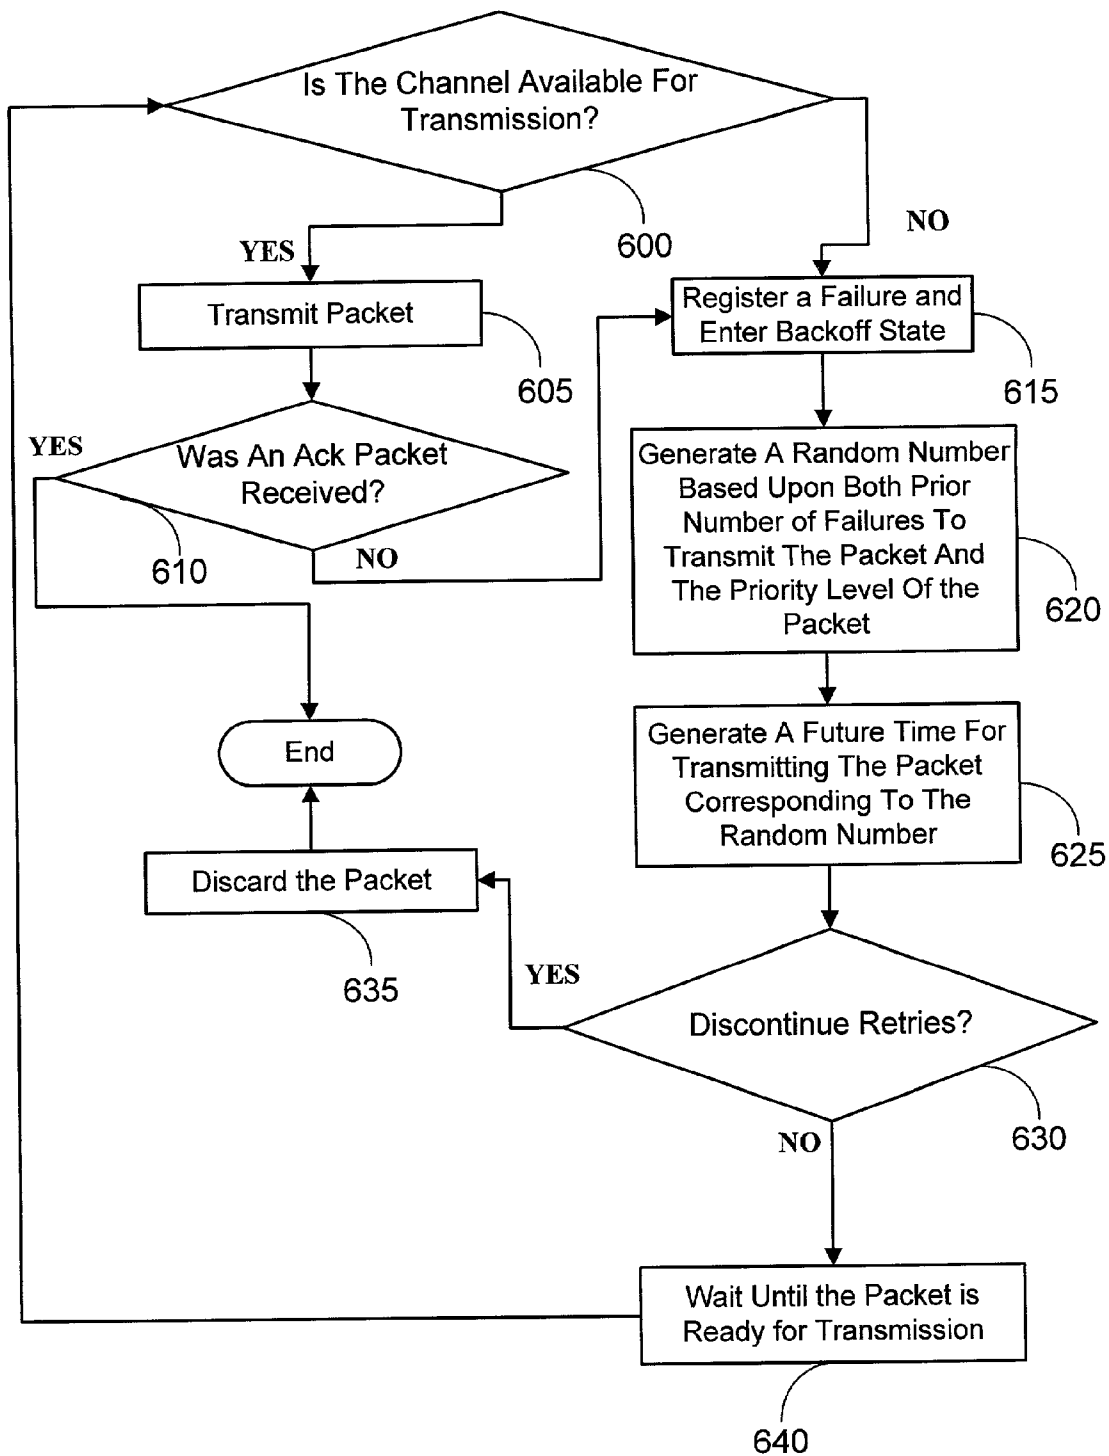 Is The Channel Available For
Transmission?
600
NO
YES
Transmit Packet
605
Register a Failure and
Enter Backoff State
615
YES
Was An Ack Packet
Received?
610
NO
Generate A Random Number
Based Upon Both Prior
Number of Failures To
Transmit The Packet And
The Priority Level Of the
Packet
620
End
Generate A Future Time For
Transmitting The Packet
Corresponding To The
Random Number
625
Discard the Packet
635
YES
Discontinue Retries?
630
NO
Wait Until the Packet is
Ready for Transmission
640